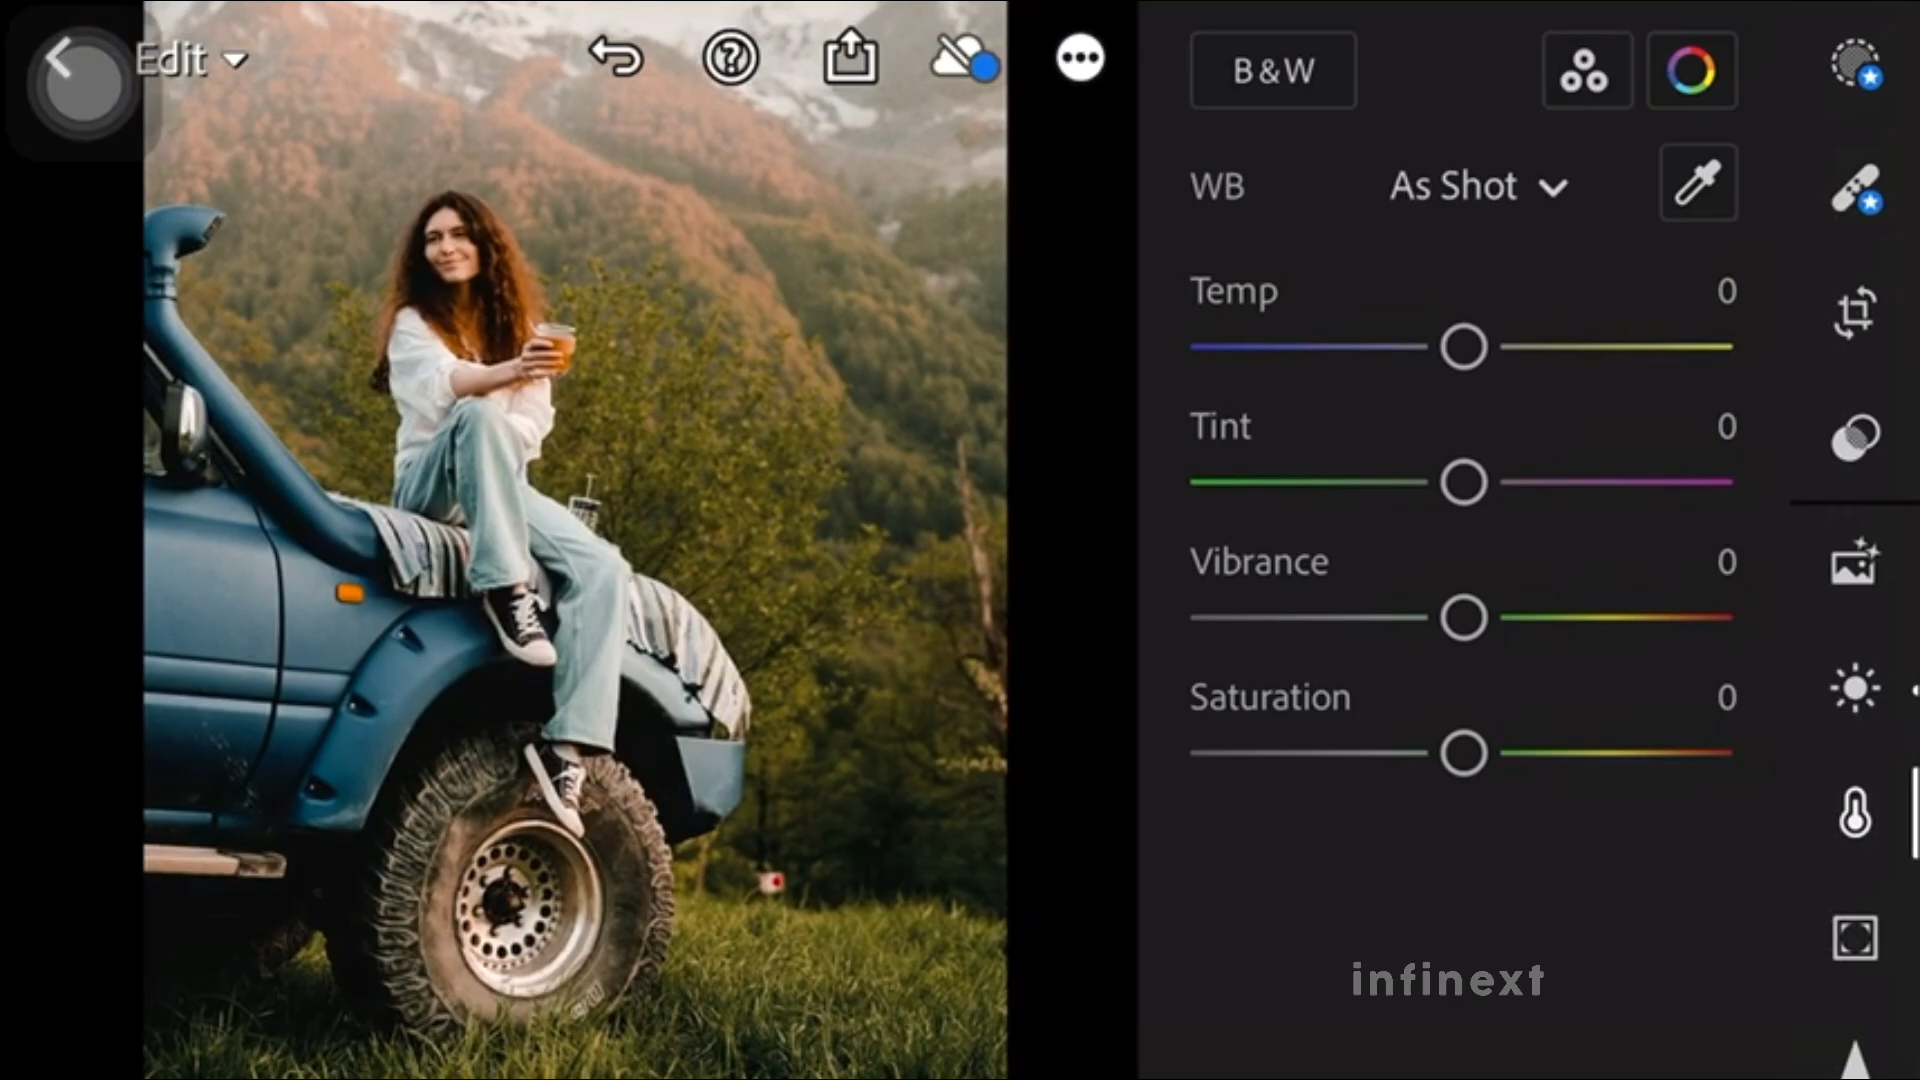 Edit
B&W
WB As Shot
Temp 0
Tint 0
Vibrance 0
Saturation 0
infinext